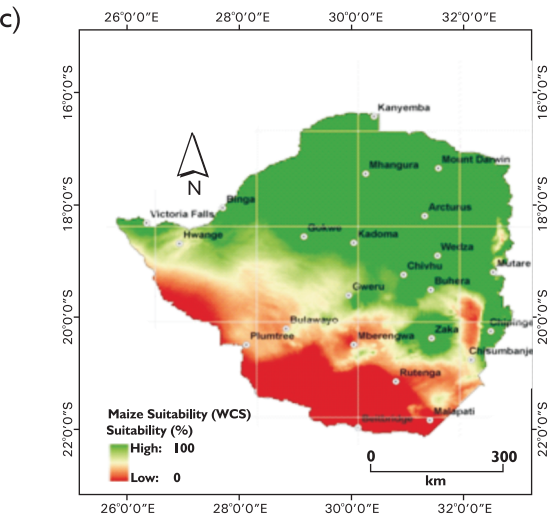 c)
26°0′0″E 28°0′0″E 30°0′0″E 32°0′0″E
16°0′0″S
16°0′0″S
Kanyemba
Mhangura
Mount Darwin
N
18°0′0″S
Binga
Arcturus
18°0′0″S
Victoria Falls
Hwange
Gokwe
Kadoma
Wedza
Chivhu
Mutare
Gweru
Buhera
20°0′0″S
Bulawayo
Plumtree
Mberengwa
Zaka
Chipinge
20°0′0″S
Chisumbanje
Rutenga
Malapati
Beitbridge
22°0′0″S
22°0′0″S
Maize Suitability (WCS)
Suitability (%)
High: 100
Low: 0
0 300
km
26°0′0″E 28°0′0″E 30°0′0″E 32°0′0″E